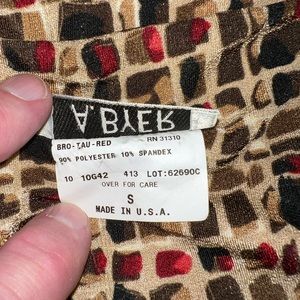 A. BYER
BRO-TAU-RED
RN 31310
90% POLYESTER 10% SPANDEX
10 10G42 413 LOT:62690C
OVER FOR CARE
S
MADE IN U.S.A.